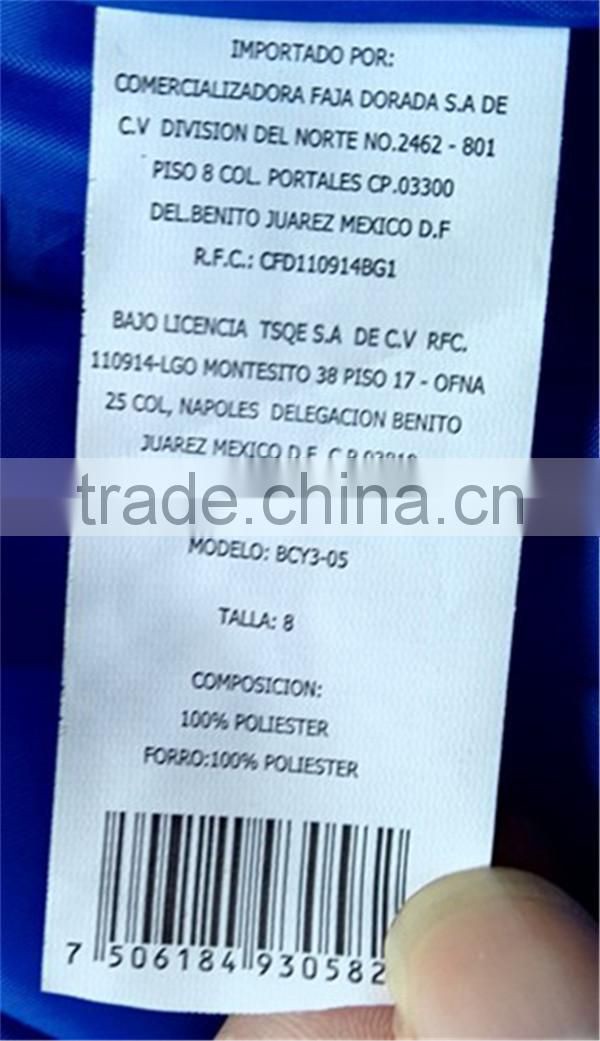 IMPORTADO POR:
COMERCIALIZADORA FAJA DORADA S.A DE
C.V DIVISION DEL NORTE NO.2462 - 801
PISO 8 COL. PORTALES CP.03300
DEL.BENITO JUAREZ MEXICO D.F
R.F.C.: CFD110914BG1
BAJO LICENCIA TSQE S.A DE C.V RFC.
110914-LGO MONTESITO 38 PISO 17 - OFNA
25 COL, NAPOLES DELEGACION BENITO
JUAREZ MEXICO D.F. C.P.
trade.china.cn
MODELO: BCY3-05
TALLA: 8
COMPOSICION:
100% POLIESTER
FORRO:100% POLIESTER
7 506184 930582